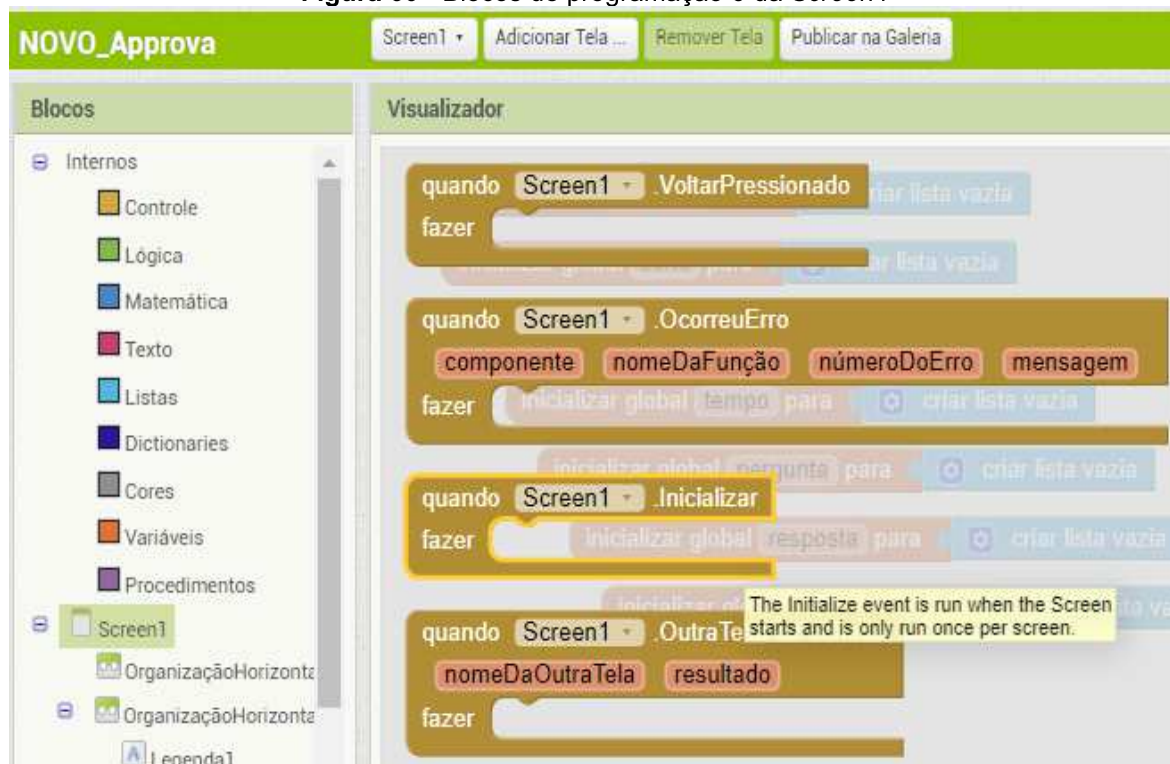 NOVO_Approva
Screen1 Adicionar Tela ... Remover Tela Publicar na Galeria
Blocos
Visualizador
Internos
Controle
Lógica
Matemática
Texto
Listas
Dictionaries
Cores
Variáveis
Procedimentos
Screen1
OrganizaçãoHorizonta
OrganizaçãoHorizonta
Legenda1
quando Screen1 .VoltarPressionado
criar lista vazia
fazer
criar lista vazia
quando Screen1 .OcorreuErro
componente nomeDaFunção númeroDoErro mensagem
fazer inicializar global tempo para criar lista vazia
inicializar global pergunta para criar lista vazia
quando Screen1 .Inicializar
fazer inicializar global resposta para criar lista vazia
The Initialize event is run when the Screen
starts and is only run once per screen.
quando Screen1 .OutraTe
nomeDaOutraTela resultado
fazer